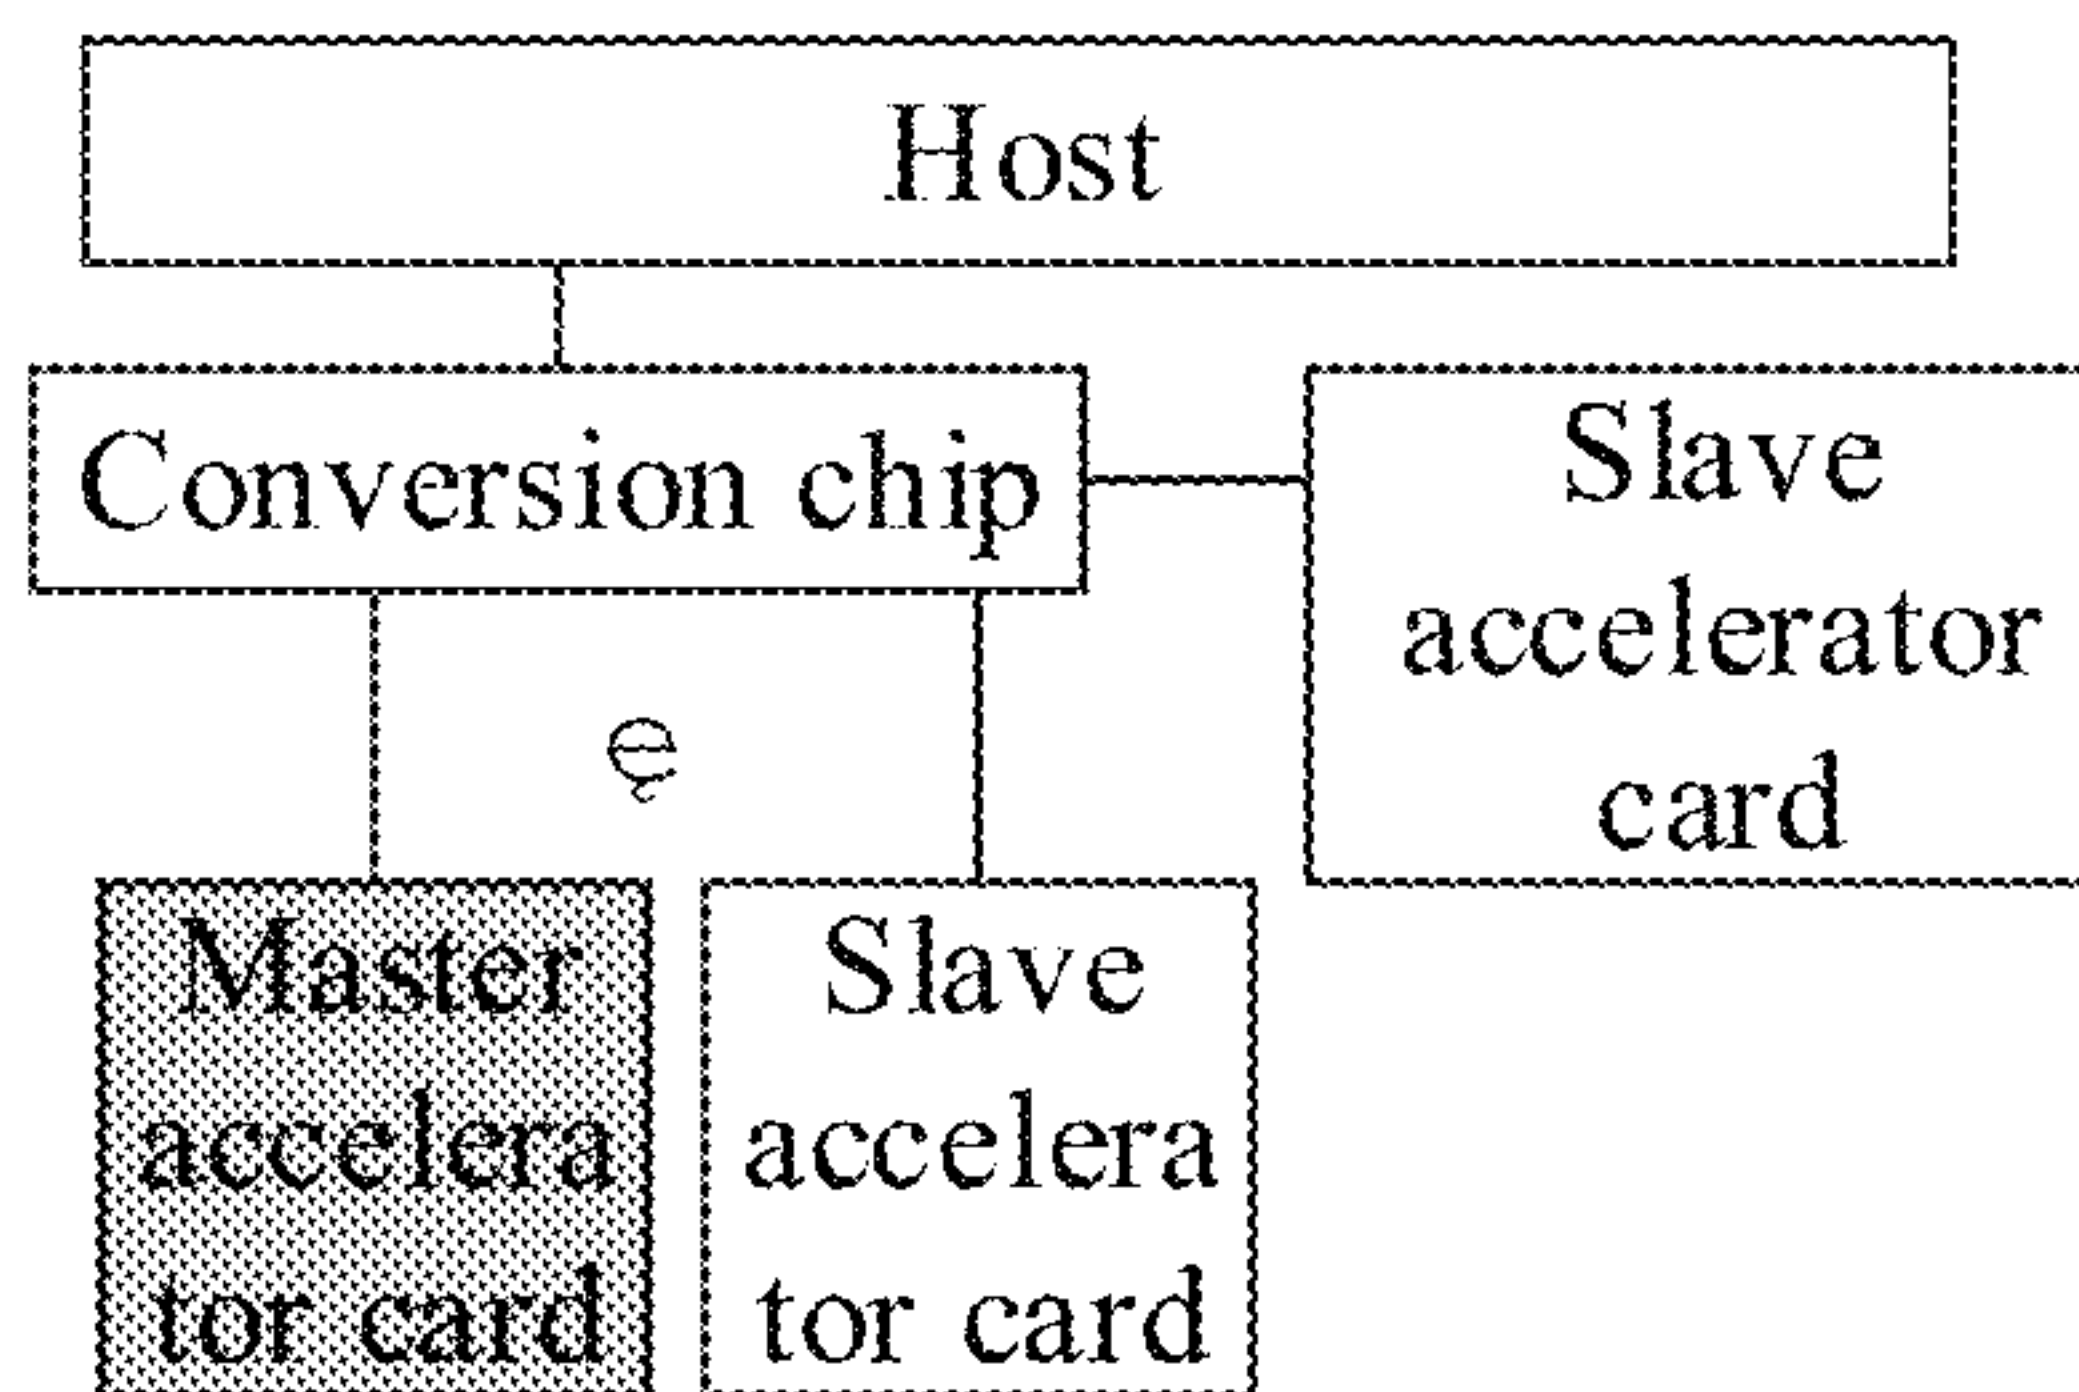 Host
Conversion chip
Slave
accelerator
card
ę
Master
accelera
tor card
Slave
accelera
tor card